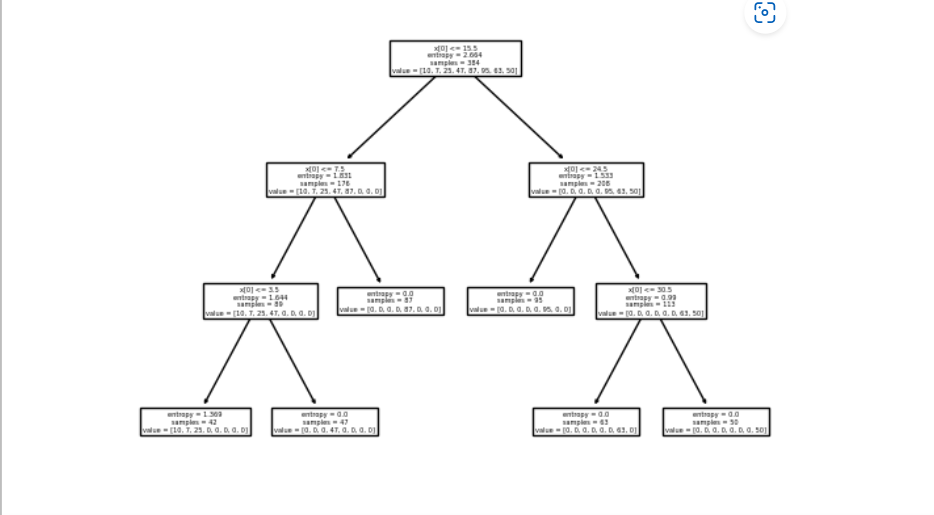 x[0] <= 15.5
entropy = 2.664
samples = 384
value = [10, 7, 25, 47, 87, 95, 63, 50]
x[0] <= 7.5
entropy = 1.831
samples = 176
value = [10, 7, 25, 47, 87, 0, 0, 0]
x[0] <= 24.5
entropy = 1.533
samples = 208
value = [0, 0, 0, 0, 0, 95, 63, 50]
x[0] <= 3.5
entropy = 1.644
samples = 89
value = [10, 7, 25, 47, 0, 0, 0, 0]
entropy = 0.0
samples = 87
value = [0, 0, 0, 0, 87, 0, 0, 0]
entropy = 0.0
samples = 95
value = [0, 0, 0, 0, 0, 95, 0, 0]
x[0] <= 30.5
entropy = 0.99
samples = 113
value = [0, 0, 0, 0, 0, 0, 63, 50]
entropy = 1.369
samples = 42
value = [10, 7, 25, 0, 0, 0, 0, 0]
entropy = 0.0
samples = 47
value = [0, 0, 0, 47, 0, 0, 0, 0]
entropy = 0.0
samples = 63
value = [0, 0, 0, 0, 0, 0, 63, 0]
entropy = 0.0
samples = 50
value = [0, 0, 0, 0, 0, 0, 0, 50]